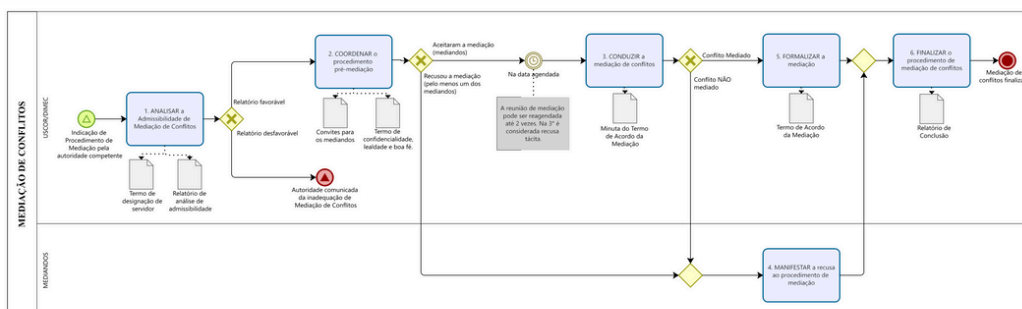 MEDIAÇÃO DE CONFLITOS
USCOR/DIMEC
Indicação de
Procedimento de
Mediação pela
autoridade competente
1. ANALISAR a
Admissibilidade de
Mediação de Conflitos
Termo de
designação de
servidor
Relatório de
análise de
admissibilidade
Relatório favorável
Relatório desfavorável
Autoridade comunicada
da inadequação de
Mediação de Conflitos
2. COORDENAR o
procedimento
pré-mediação
Convites para
os mediandos
Termo de
confidencialidade,
lealdade e boa fé.
Aceitaram a mediação
(mediandos)
Recusou a mediação
(pelo menos um dos
mediandos)
Na data agendada
A reunião de mediação
pode ser reagendada
até 2 vezes. Na 3ª é
considerada recusa
tácita.
3. CONDUZIR a
mediação de conflitos
Minuta do Termo
de Acordo da
Mediação
Conflito Mediado
Conflito NÃO
mediado
5. FORMALIZAR a
mediação
Termo de Acordo
da Mediação
6. FINALIZAR o
procedimento
de mediação de conflitos
Relatório de
Conclusão
Mediação de
conflitos finaliz
MEDIANDOS
4. MANIFESTAR a recusa
ao procedimento de
mediação